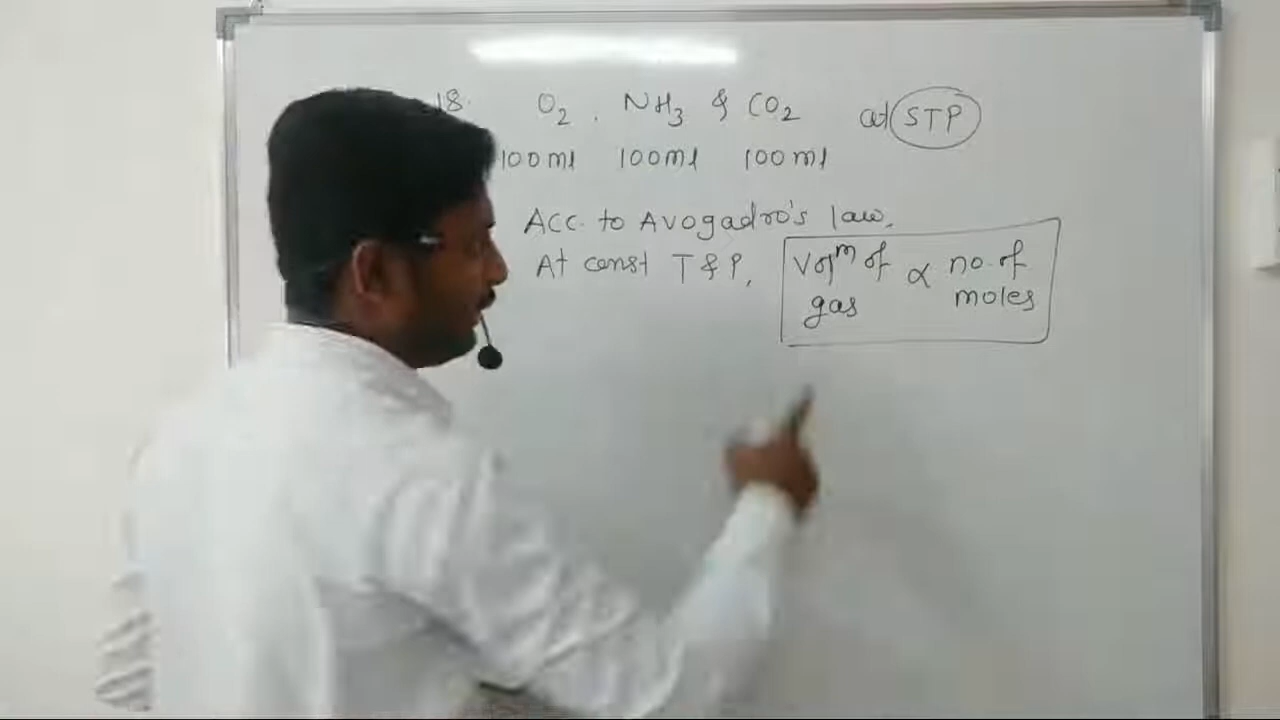 18. O₂, NH₃ & CO₂ at STP
100ml 100ml 100ml
Acc. to Avogadro's law,
At const T & P, Volᵐ of gas ∝ no. of moles